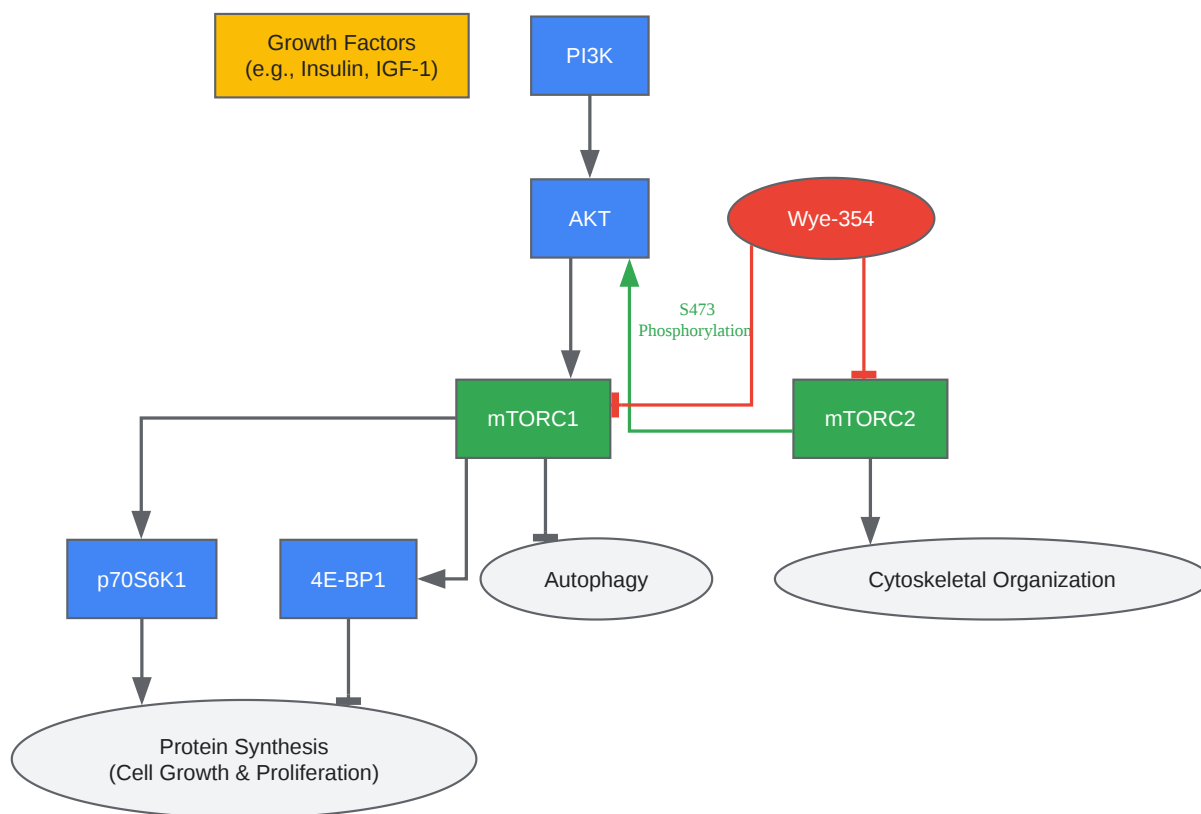 Growth Factors
(e.g., Insulin, IGF-1)
PI3K
AKT
Wye-354
S473
Phosphorylation
mTORC1
mTORC2
p70S6K1
4E-BP1
Autophagy
Cytoskeletal Organization
Protein Synthesis
(Cell Growth & Proliferation)